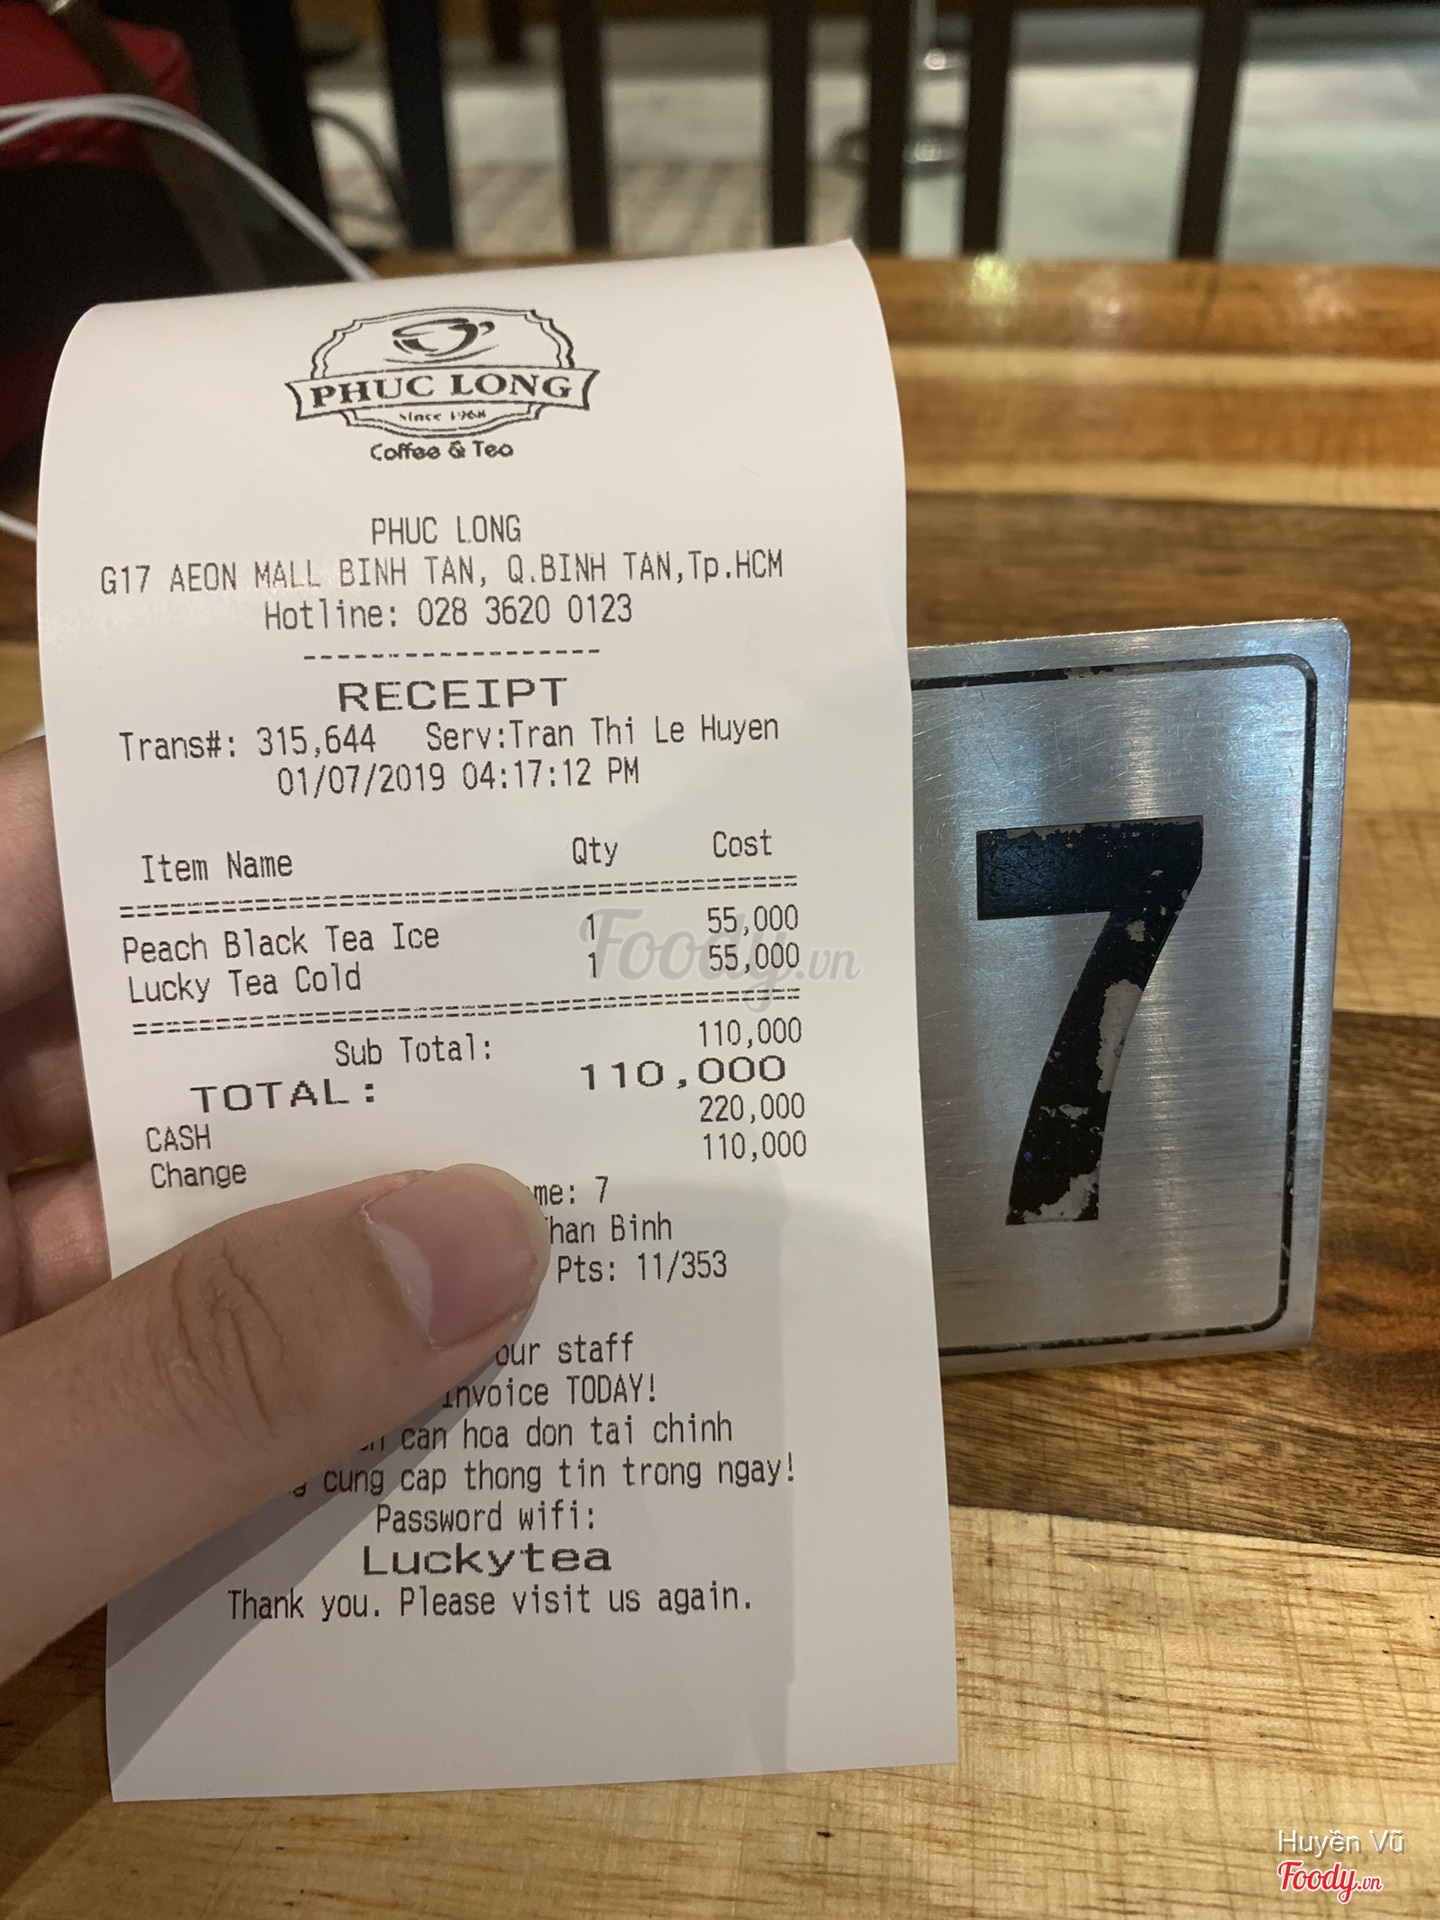 PHUC LONG
Since 1968
Coffee & Tea
PHUC LONG
G17 AEON MALL BINH TAN, Q.BINH TAN,Tp.HCM
Hotline: 028 3620 0123
------------------
RECEIPT
Trans#: 315,644 Serv:Tran Thi Le Huyen
01/07/2019 04:17:12 PM
Item Name Qty Cost
Peach Black Tea Ice 1 55,000
Lucky Tea Cold 1 55,000
Sub Total: 110,000
TOTAL: 110,000
CASH 220,000
Change 110,000
7
Binh
Pts: 11/353
our staff
invoice TODAY!
can hoa don tai chinh
cung cap thong tin trong ngay!
Password wifi:
Luckytea
Thank you. Please visit us again.
7
Foody.vn
Huyền Vũ
Foody.vn